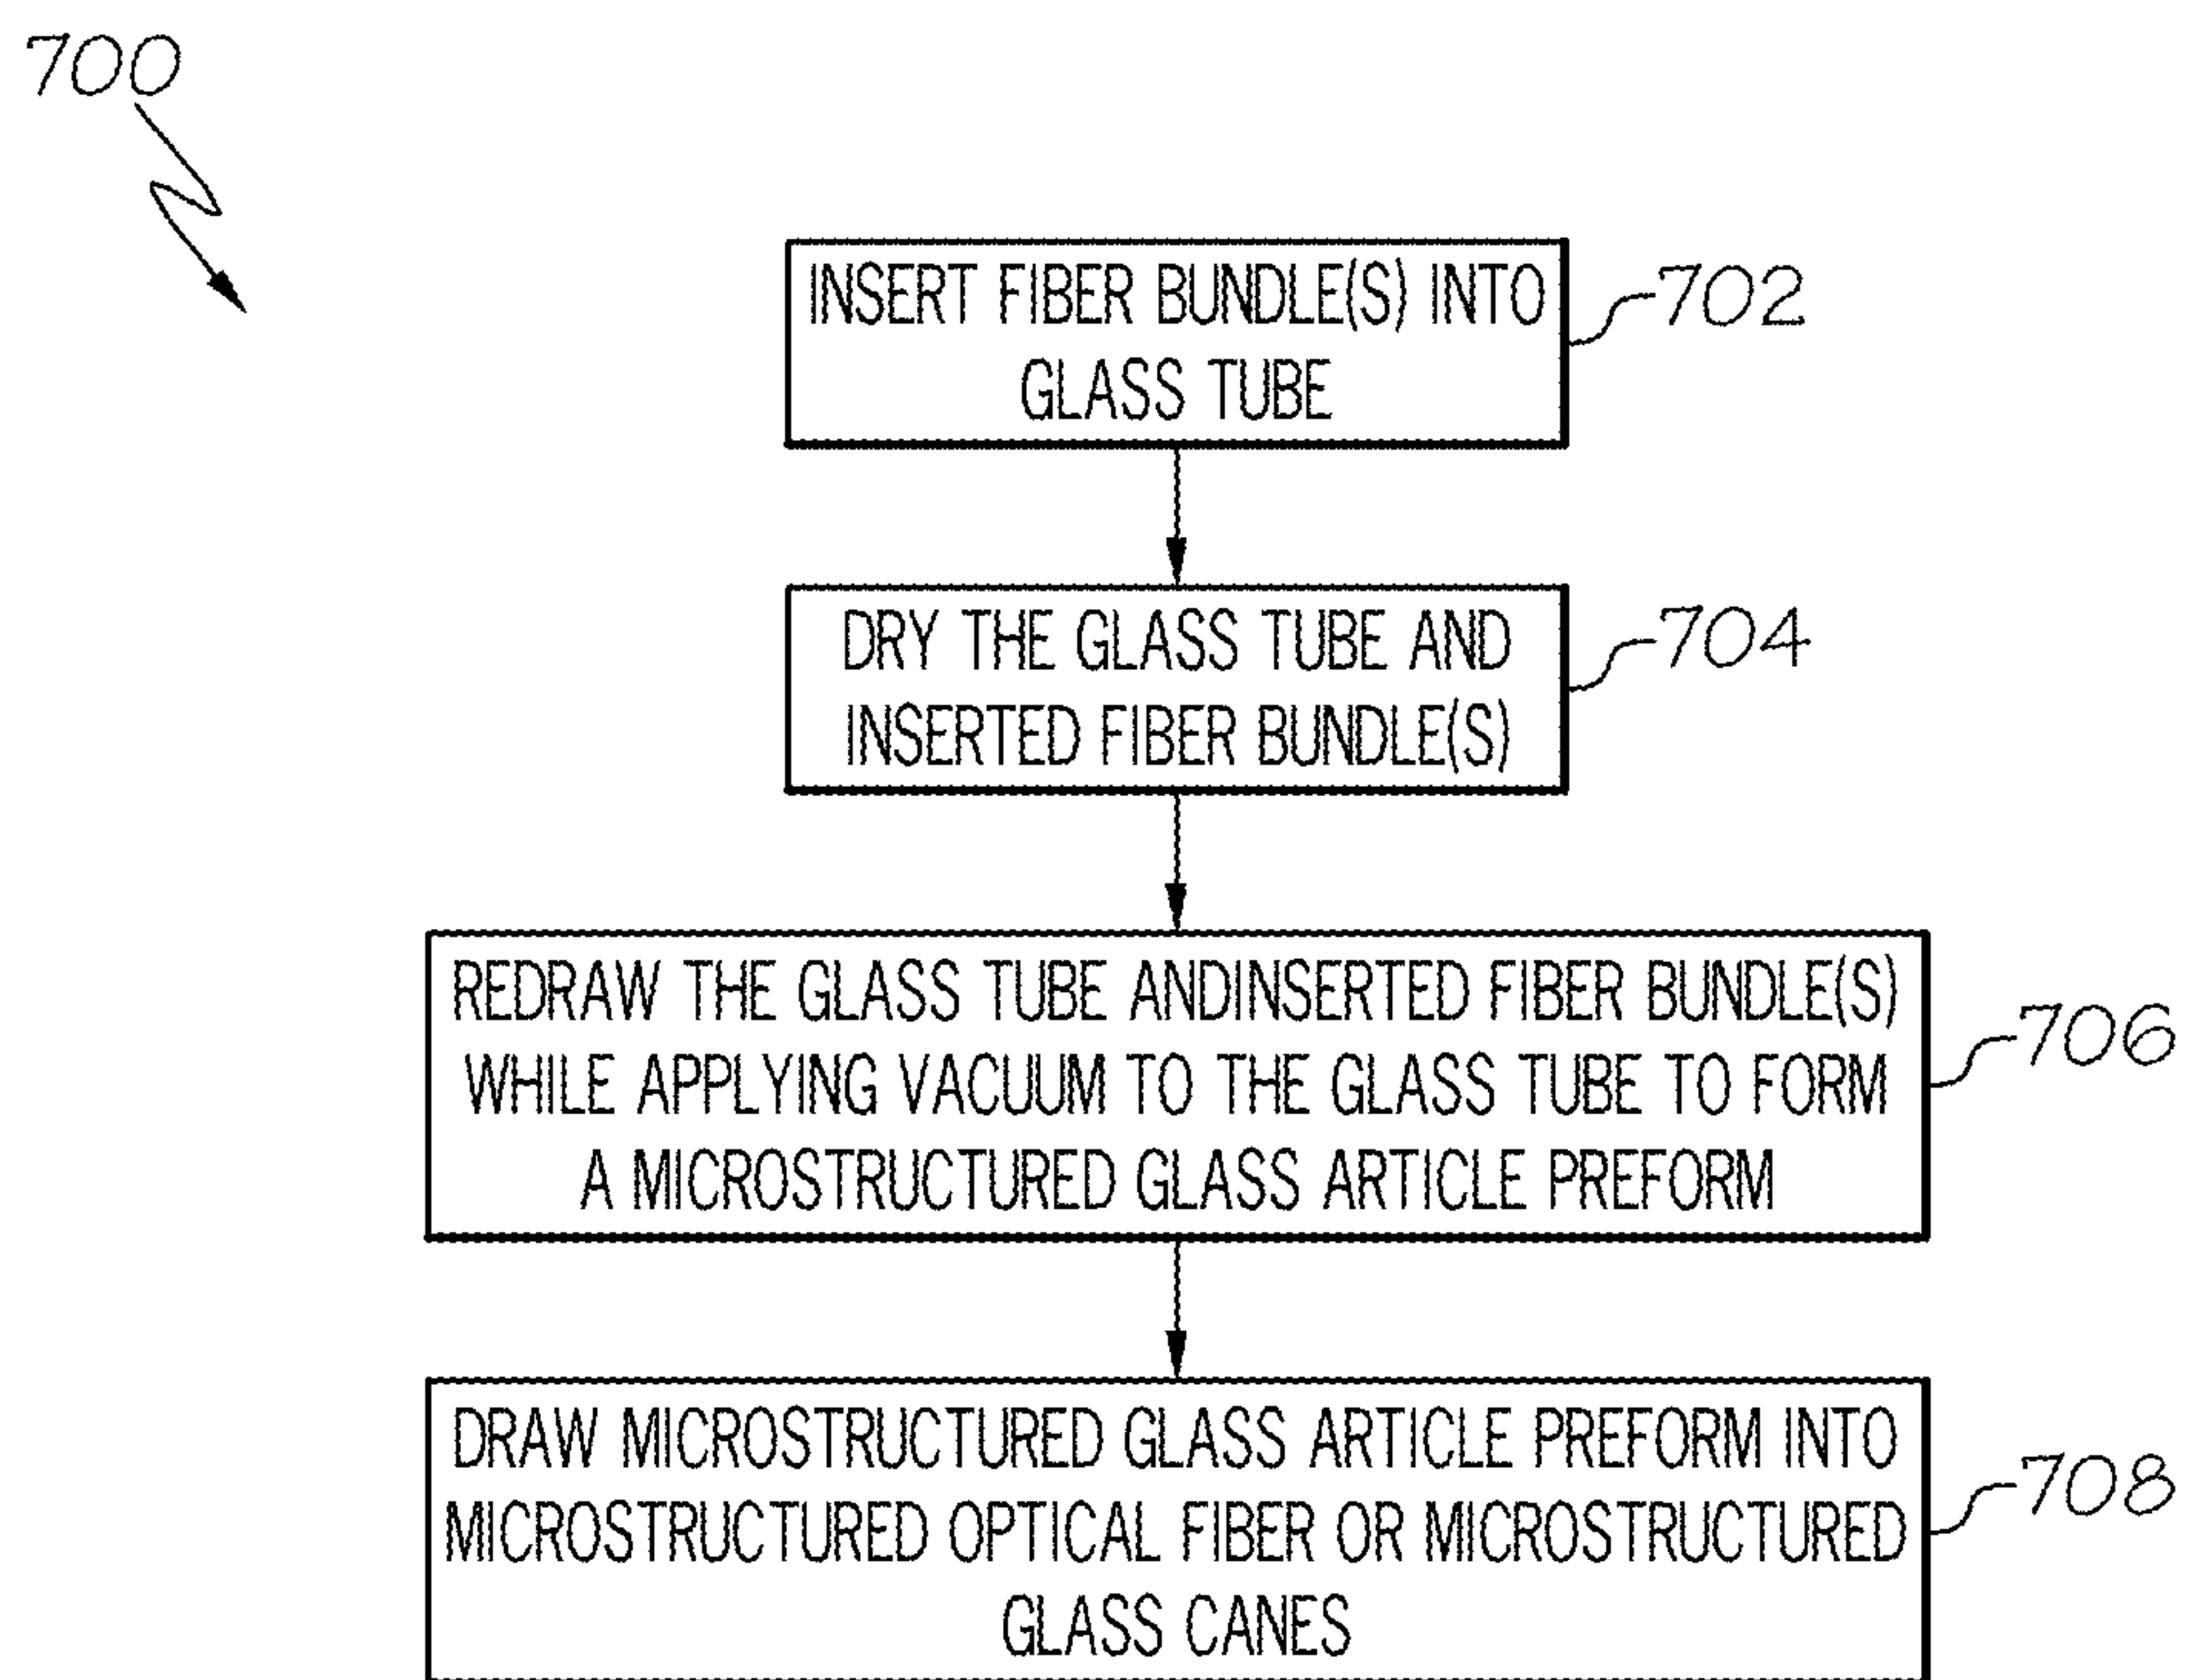 700
INSERT FIBER BUNDLE(S) INTO
GLASS TUBE
702
DRY THE GLASS TUBE AND
INSERTED FIBER BUNDLE(S)
704
REDRAW THE GLASS TUBE ANDINSERTED FIBER BUNDLE(S)
WHILE APPLYING VACUUM TO THE GLASS TUBE TO FORM
A MICROSTRUCTURED GLASS ARTICLE PREFORM
706
DRAW MICROSTRUCTURED GLASS ARTICLE PREFORM INTO
MICROSTRUCTURED OPTICAL FIBER OR MICROSTRUCTURED
GLASS CANES
708